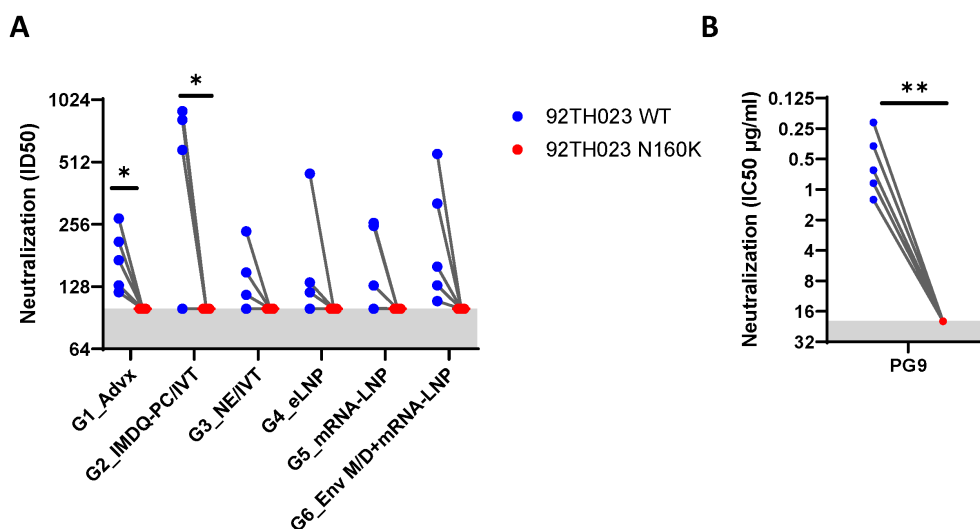 A
Neutralization (ID50)
1024
512
256
128
64
*
*
G1_Advx
G2_IMDQ-PC/IVT
G3_NE/IVT
G4_eLNP
G5_mRNA-LNP
G6_Env M/D+mRNA-LNP
92TH023 WT
92TH023 N160K
B
Neutralization (IC50 µg/ml)
0.125
0.25
0.5
1
2
4
8
16
32
**
PG9